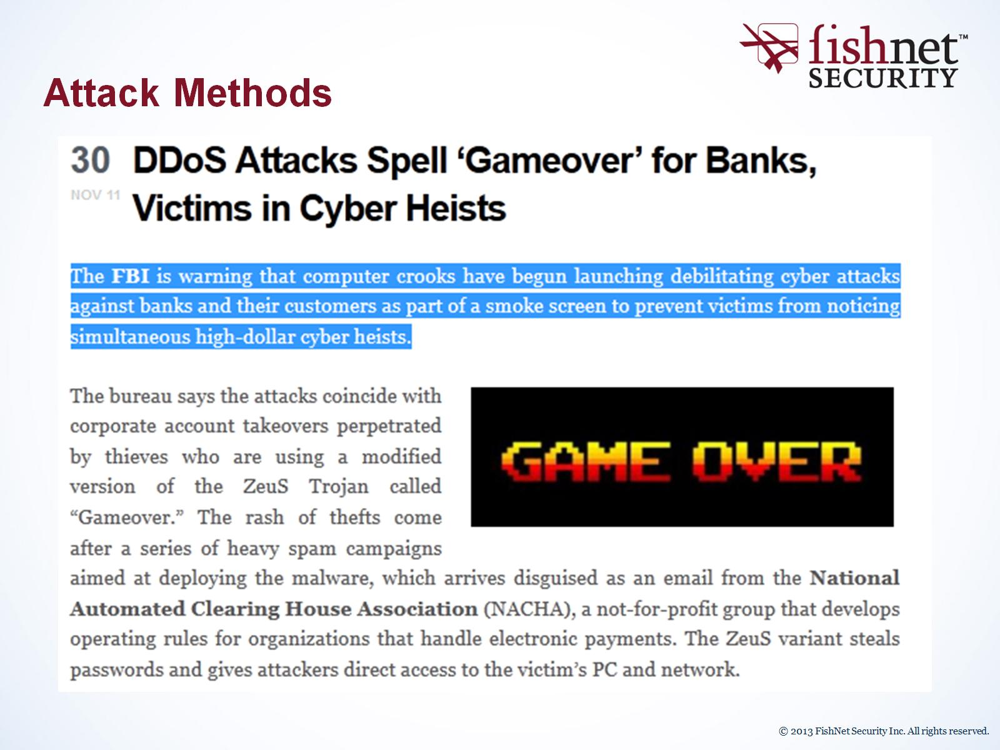 fishnet™
SECURITY
Attack Methods
30 DDoS Attacks Spell ‘Gameover’ for Banks,
NOV 11
Victims in Cyber Heists
The FBI is warning that computer crooks have begun launching debilitating cyber attacks
against banks and their customers as part of a smoke screen to prevent victims from noticing
simultaneous high-dollar cyber heists.
The bureau says the attacks coincide with
corporate account takeovers perpetrated
by thieves who are using a modified
version of the ZeuS Trojan called
“Gameover.” The rash of thefts come
after a series of heavy spam campaigns
GAME OVER
aimed at deploying the malware, which arrives disguised as an email from the National
Automated Clearing House Association (NACHA), a not-for-profit group that develops
operating rules for organizations that handle electronic payments. The ZeuS variant steals
passwords and gives attackers direct access to the victim’s PC and network.
© 2013 FishNet Security Inc. All rights reserved.